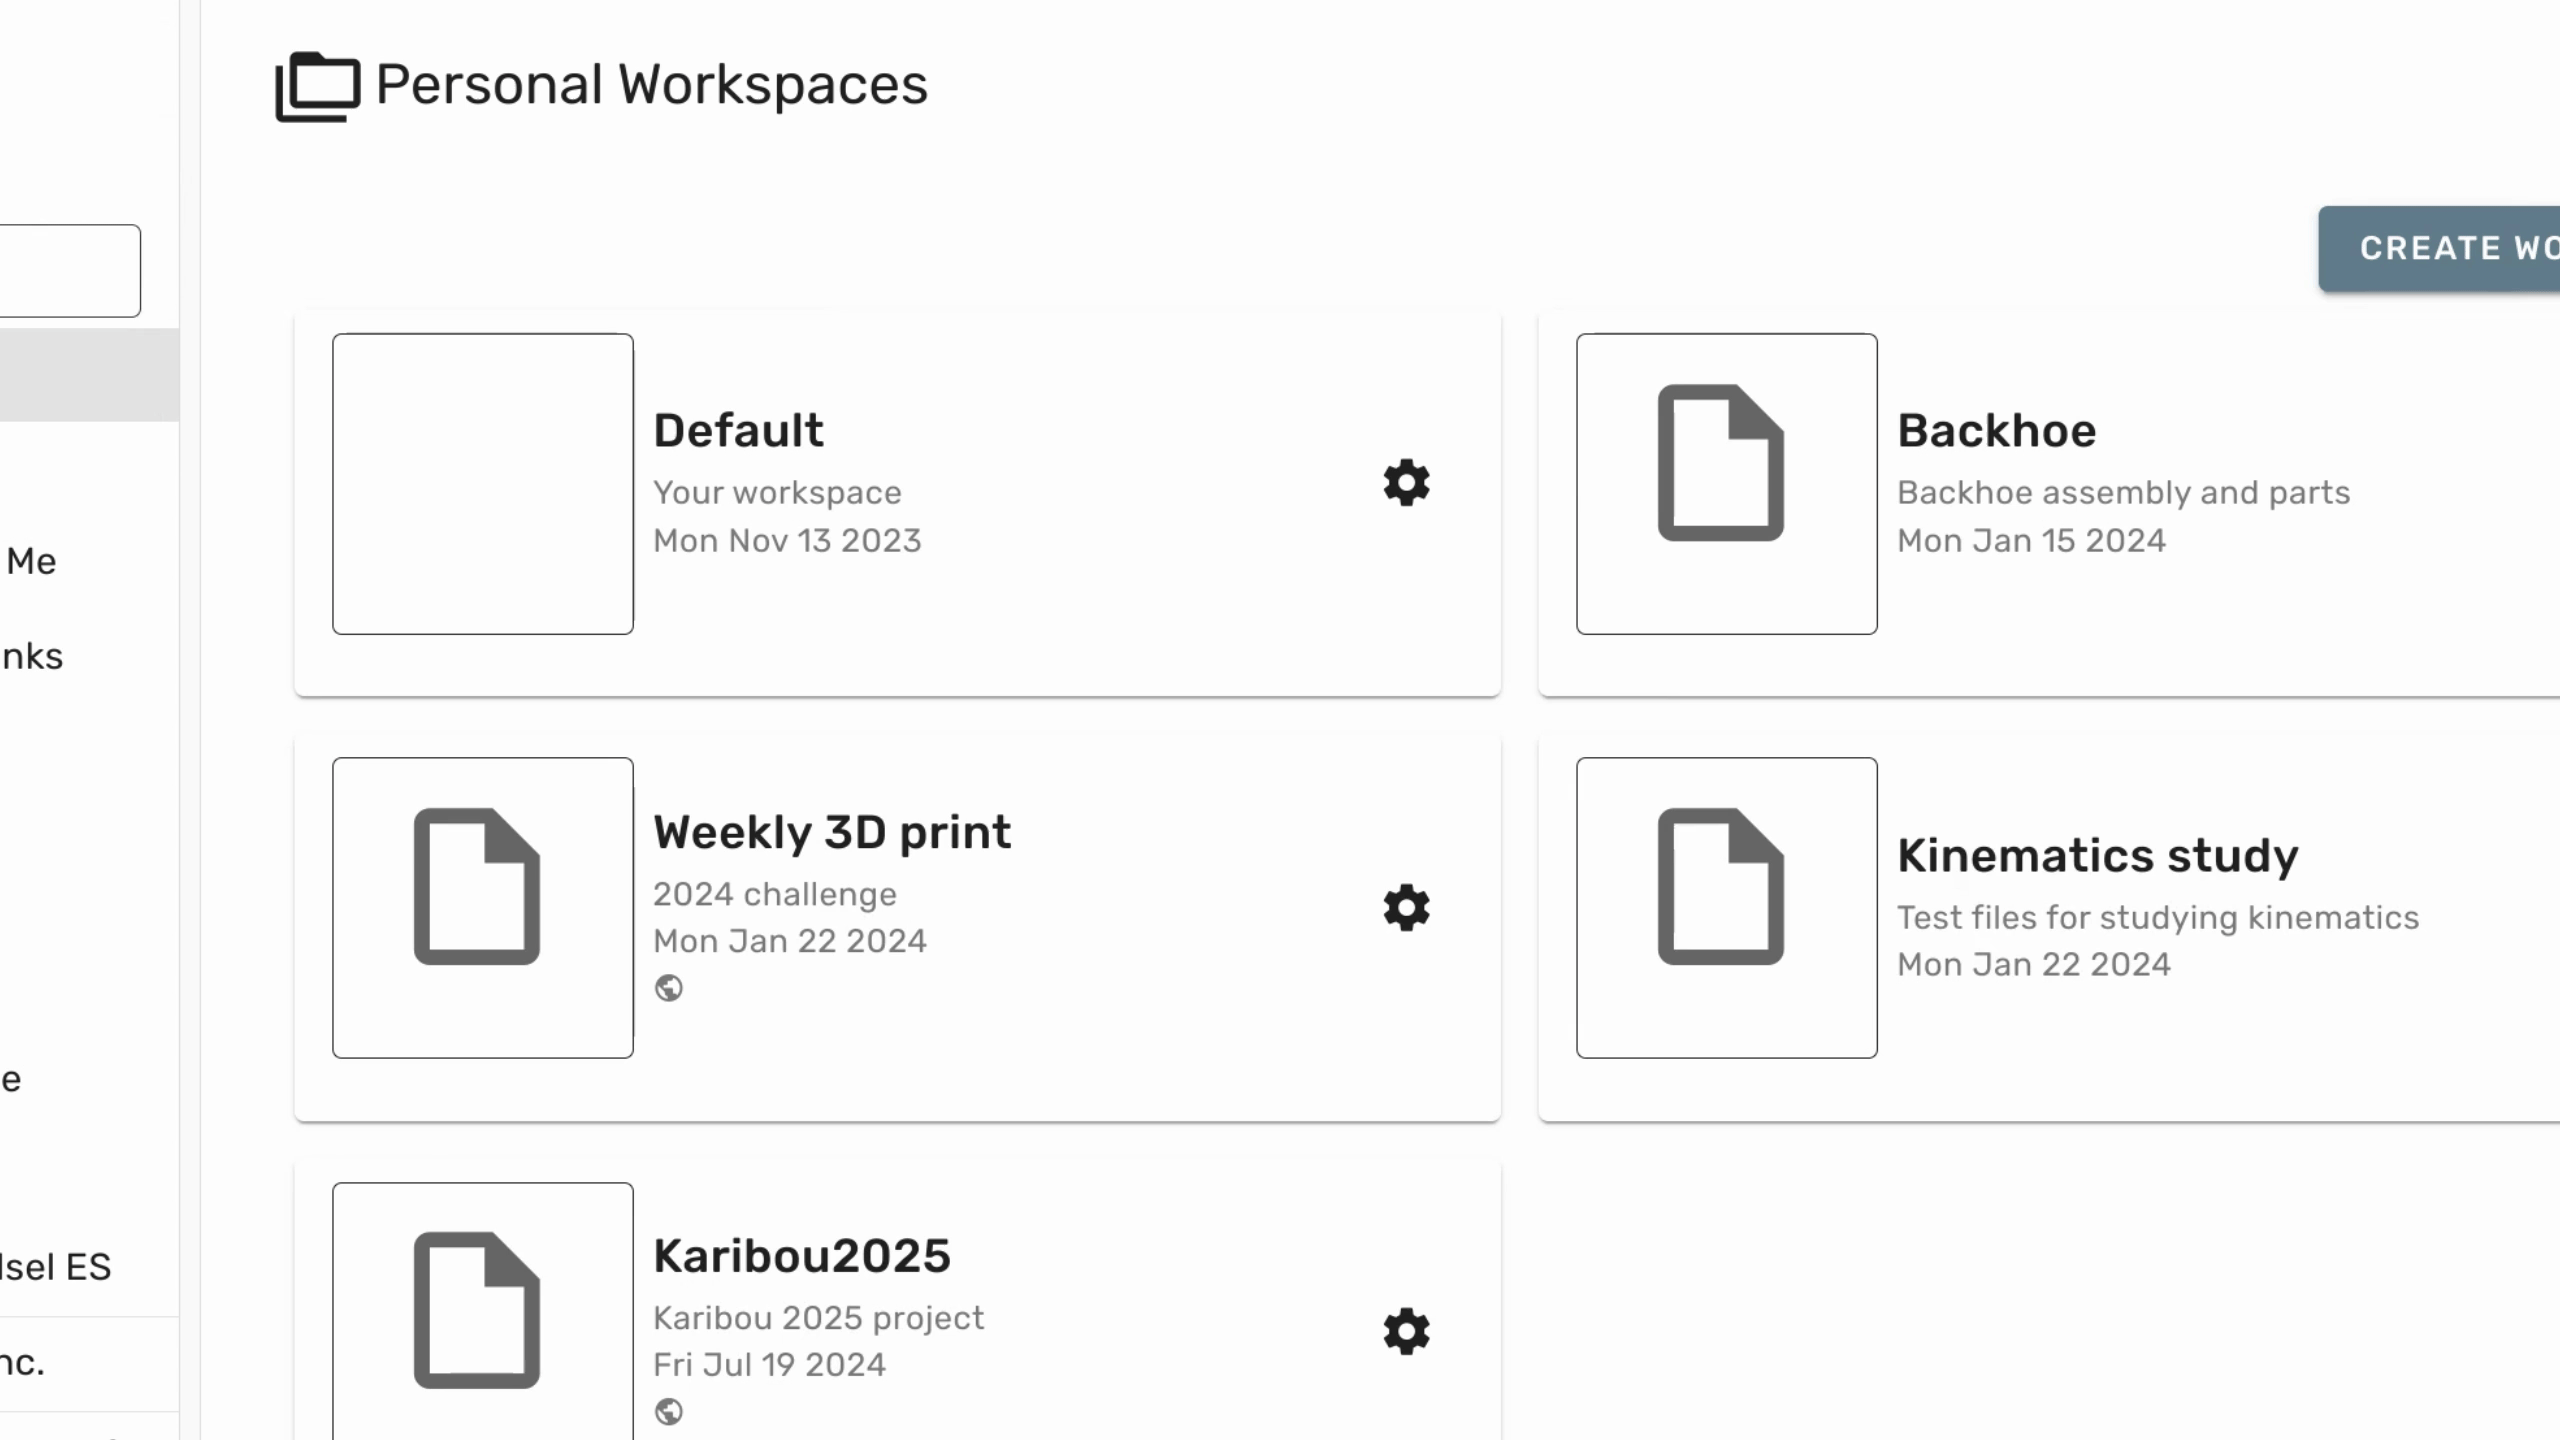 Personal Workspaces
CREATE WO
Default
Your workspace
Mon Nov 13 2023
Backhoe
Backhoe assembly and parts
Mon Jan 15 2024
Me
nks
Weekly 3D print
2024 challenge
Mon Jan 22 2024
Kinematics study
Test files for studying kinematics
Mon Jan 22 2024
e
Karibou2025
Karibou 2025 project
Fri Jul 19 2024
lsel ES
nc.